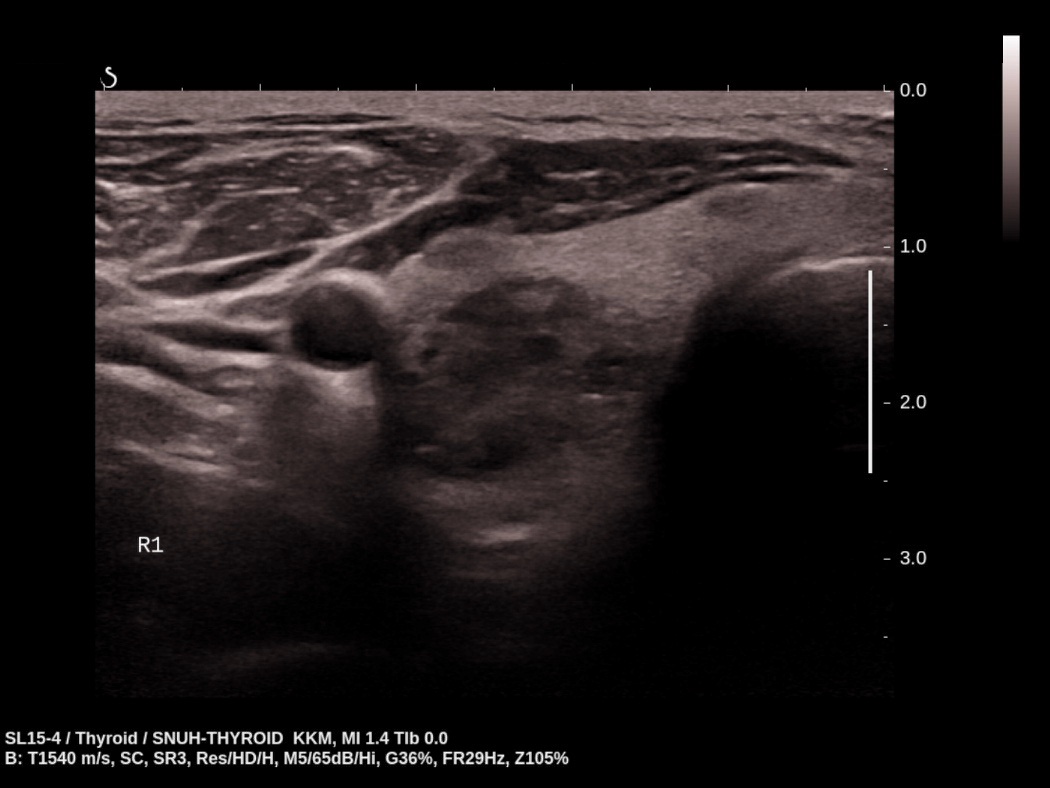 S
0.0
1.0
2.0
3.0
R1
SL15-4 / Thyroid / SNUH-THYROID KKM, MI 1.4 TIb 0.0
B: T1540 m/s, SC, SR3, Res/HD/H, M5/65dB/Hi, G36%, FR29Hz, Z105%